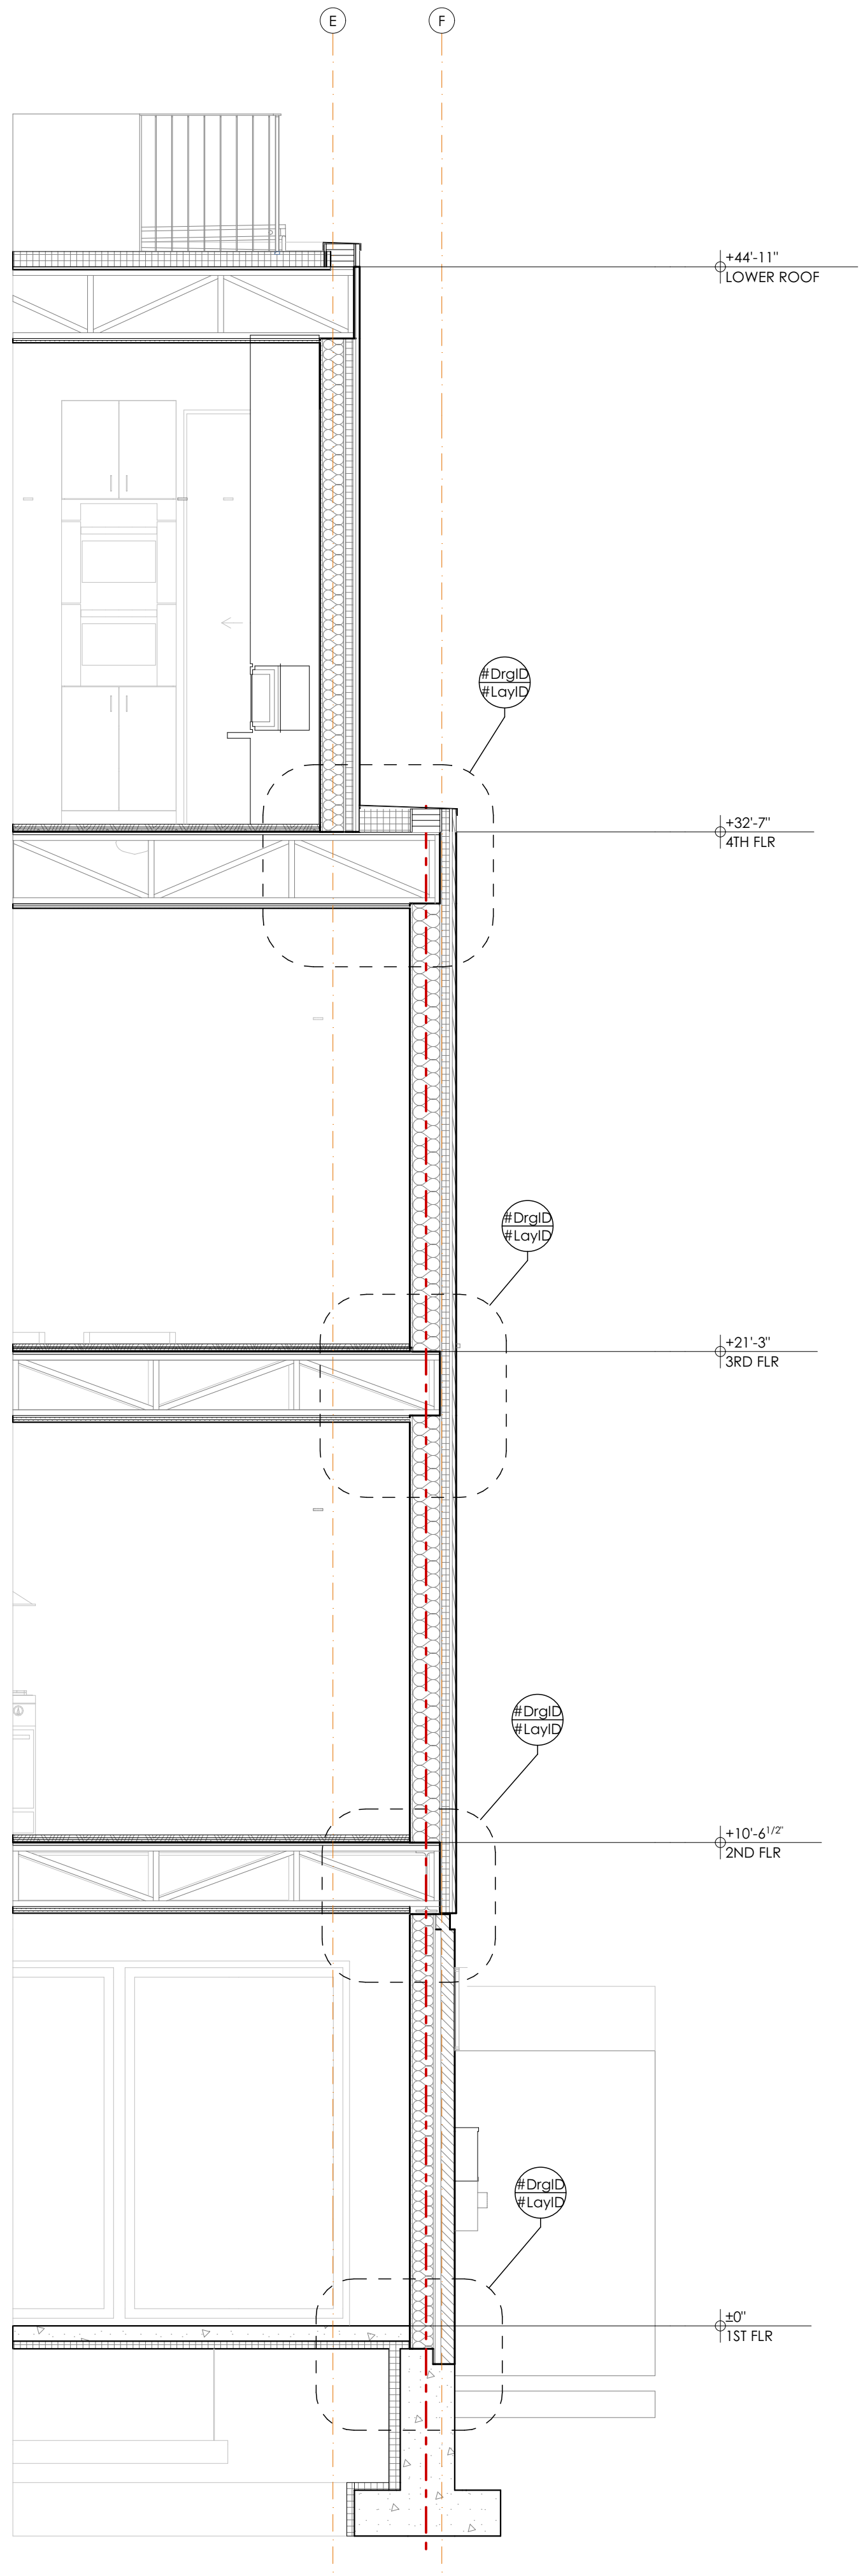 E
F
+44'-11"
LOWER ROOF
#DrgID
#LayID
+32'-7"
4TH FLR
#DrgID
#LayID
+21'-3"
3RD FLR
#DrgID
#LayID
+10'-6 1/2"
2ND FLR
#DrgID
#LayID
±0"
1ST FLR